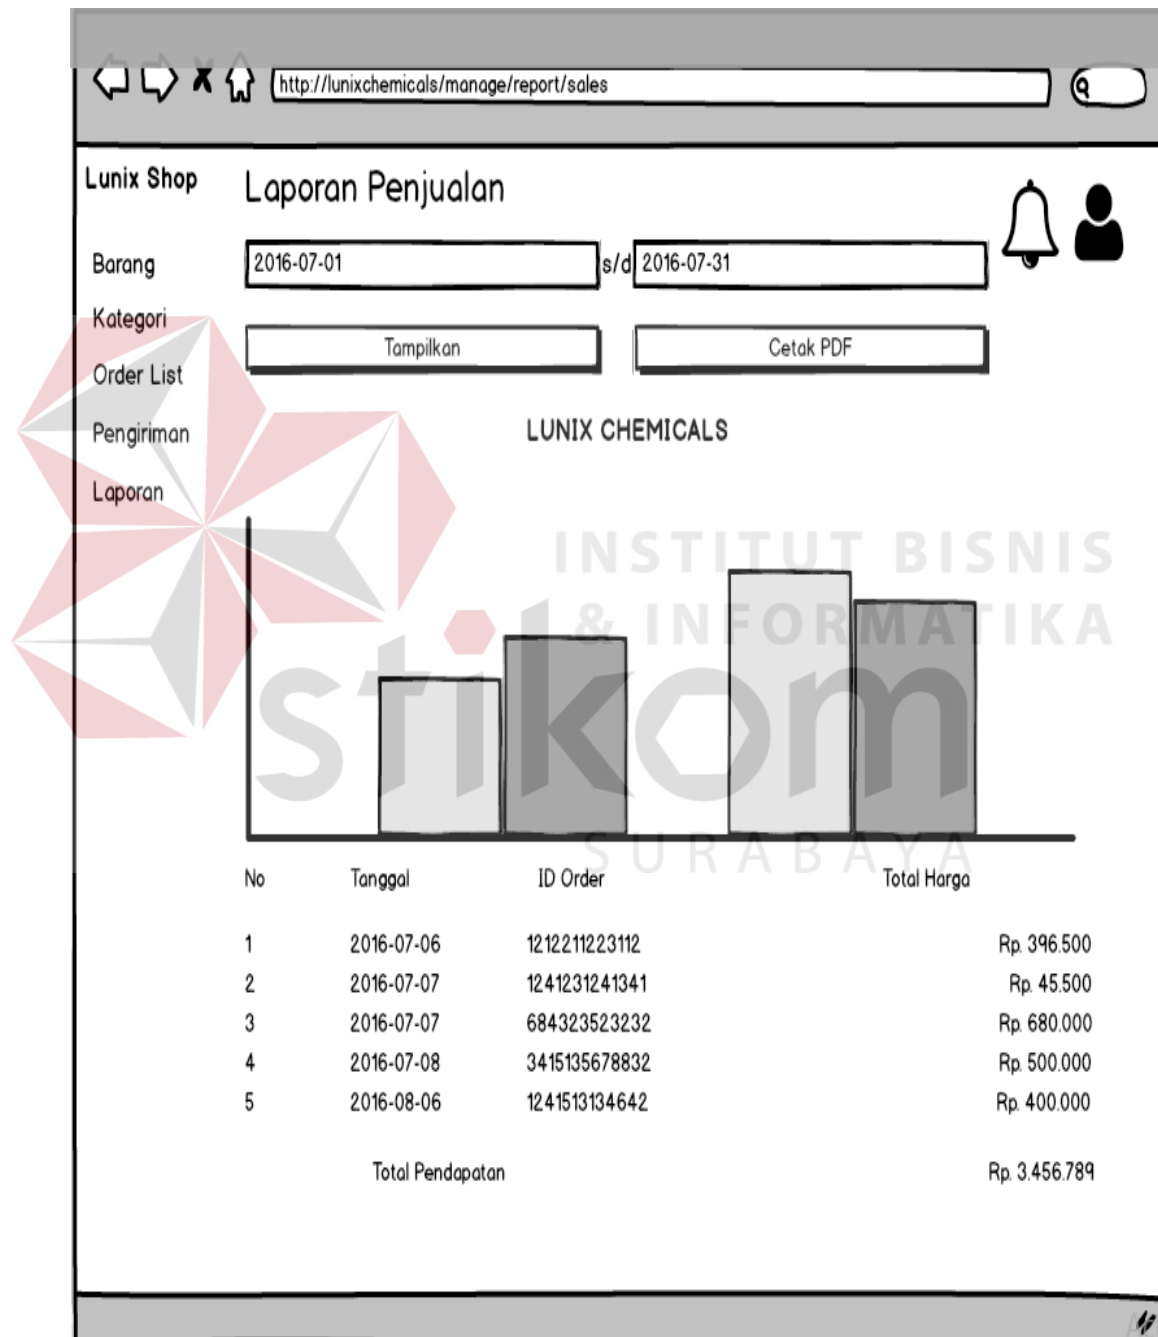 http://lunixchemicals/manage/report/sales
Lunix Shop
Laporan Penjualan
Barang
Kategori
Order List
Pengiriman
Laporan
2016-07-01 s/d 2016-07-31
Tampilkan Cetak PDF
LUNIX CHEMICALS
INSTITUT BISNIS
& INFORMATIKA
stikom
SURABAYA
No Tanggal ID Order Total Harga
1 2016-07-06 1212211223112 Rp. 396.500
2 2016-07-07 1241231241341 Rp. 45.500
3 2016-07-07 684323523232 Rp. 680.000
4 2016-07-08 3415135678832 Rp. 500.000
5 2016-08-06 1241513134642 Rp. 400.000
Total Pendapatan Rp. 3.456.789